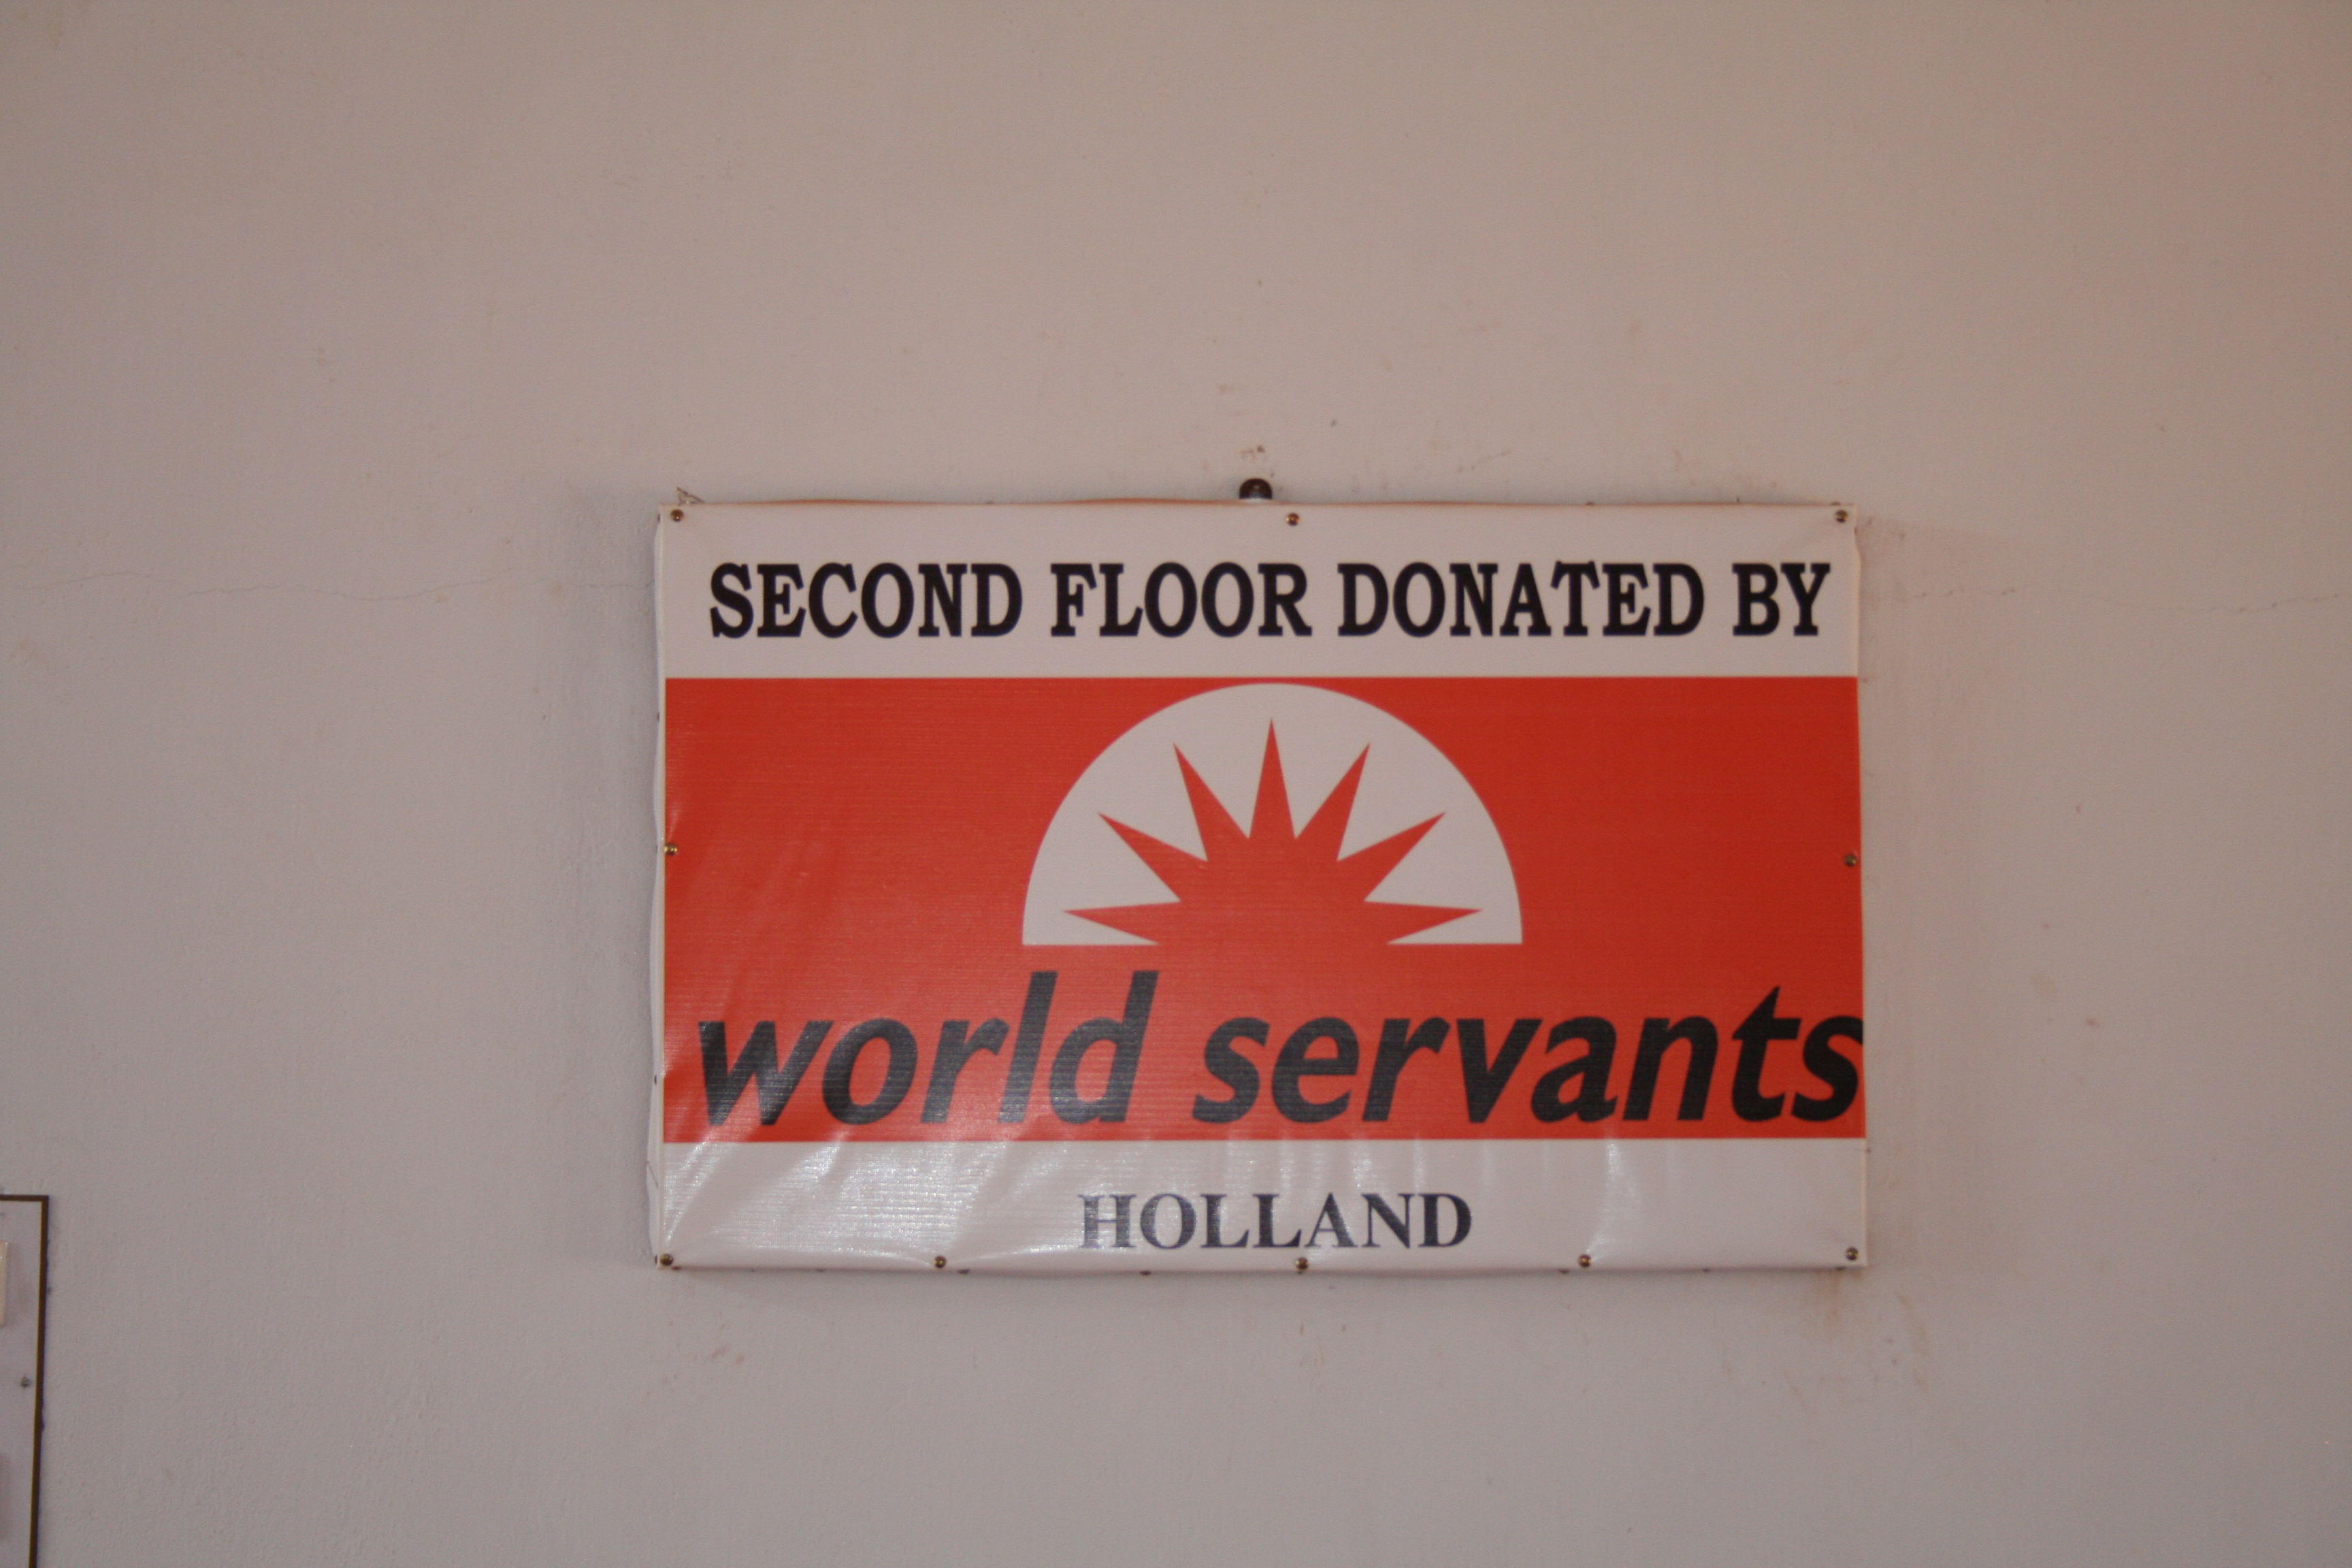 SECOND FLOOR DONATED BY
world servants
HOLLAND